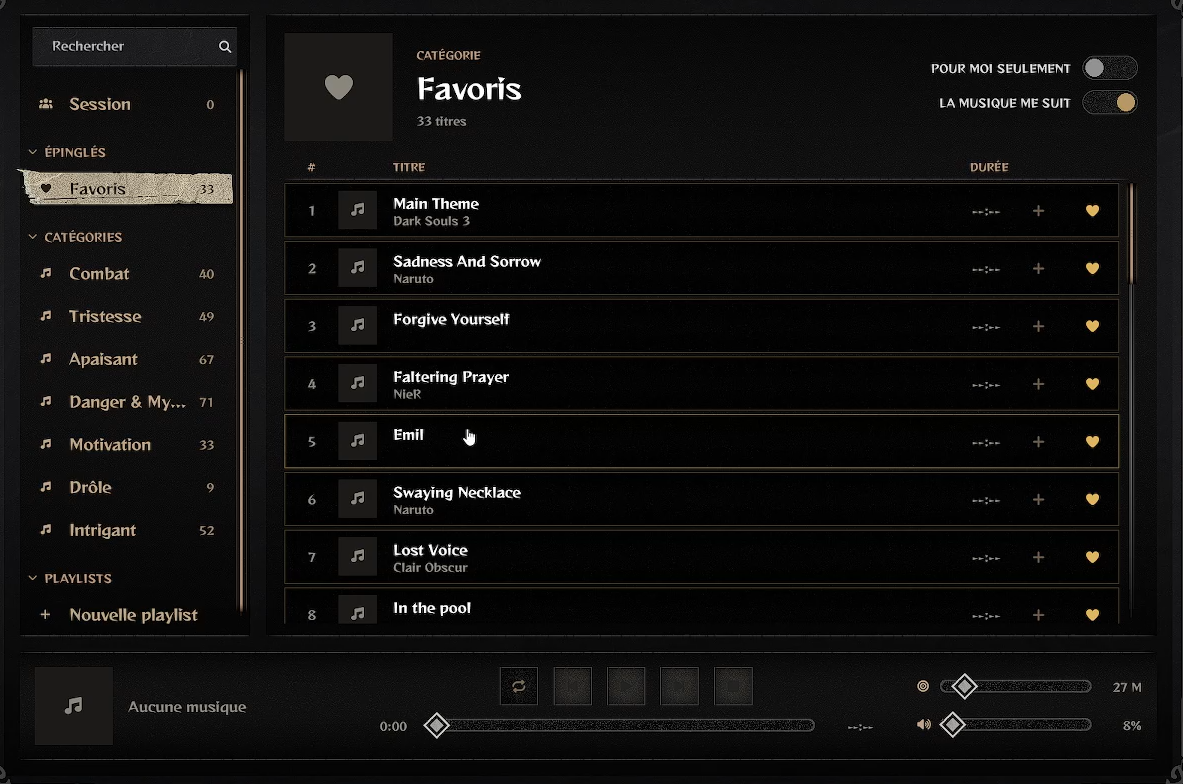 Rechercher
Session 0
ÉPINGLÉS
Favoris 33
CATÉGORIES
Combat 40
Tristesse 49
Apaisant 67
Danger & My... 71
Motivation 33
Drôle 9
Intrigant 52
PLAYLISTS
+ Nouvelle playlist
CATÉGORIE
Favoris
33 titres
POUR MOI SEULEMENT
LA MUSIQUE ME SUIT
# TITRE DURÉE
1 Main Theme --:-- +
Dark Souls 3
2 Sadness And Sorrow --:-- +
Naruto
3 Forgive Yourself --:-- +
4 Faltering Prayer --:-- +
NieR
5 Emil --:-- +
6 Swaying Necklace --:-- +
Naruto
7 Lost Voice --:-- +
Clair Obscur
8 In the pool --:-- +
Aucune musique
0:00 --:--
27 M
8%